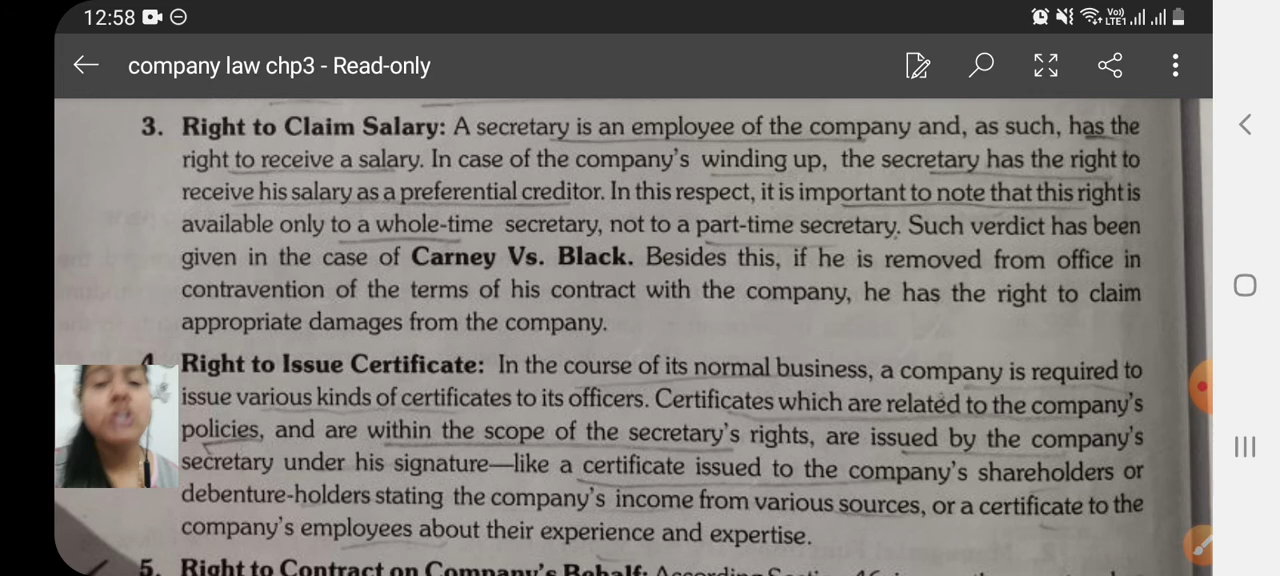 12:58
Vo)) LTE1
company law chp3 - Read-only
3. Right to Claim Salary: A secretary is an employee of the company and, as such, has the
right to receive a salary. In case of the company's winding up, the secretary has the right to
receive his salary as a preferential creditor. In this respect, it is important to note that this right is
available only to a whole-time secretary, not to a part-time secretary. Such verdict has been
given in the case of Carney Vs. Black. Besides this, if he is removed from office in
contravention of the terms of his contract with the company, he has the right to claim
appropriate damages from the company.
4 Right to Issue Certificate: In the course of its normal business, a company is required to
issue various kinds of certificates to its officers. Certificates which are related to the company's
policies, and are within the scope of the secretary's rights, are issued by the company's
secretary under his signature—like a certificate issued to the company's shareholders or
debenture-holders stating the company's income from various sources, or a certificate to the
company's employees about their experience and expertise.
5. Right to Contract on Company's Behalf: According